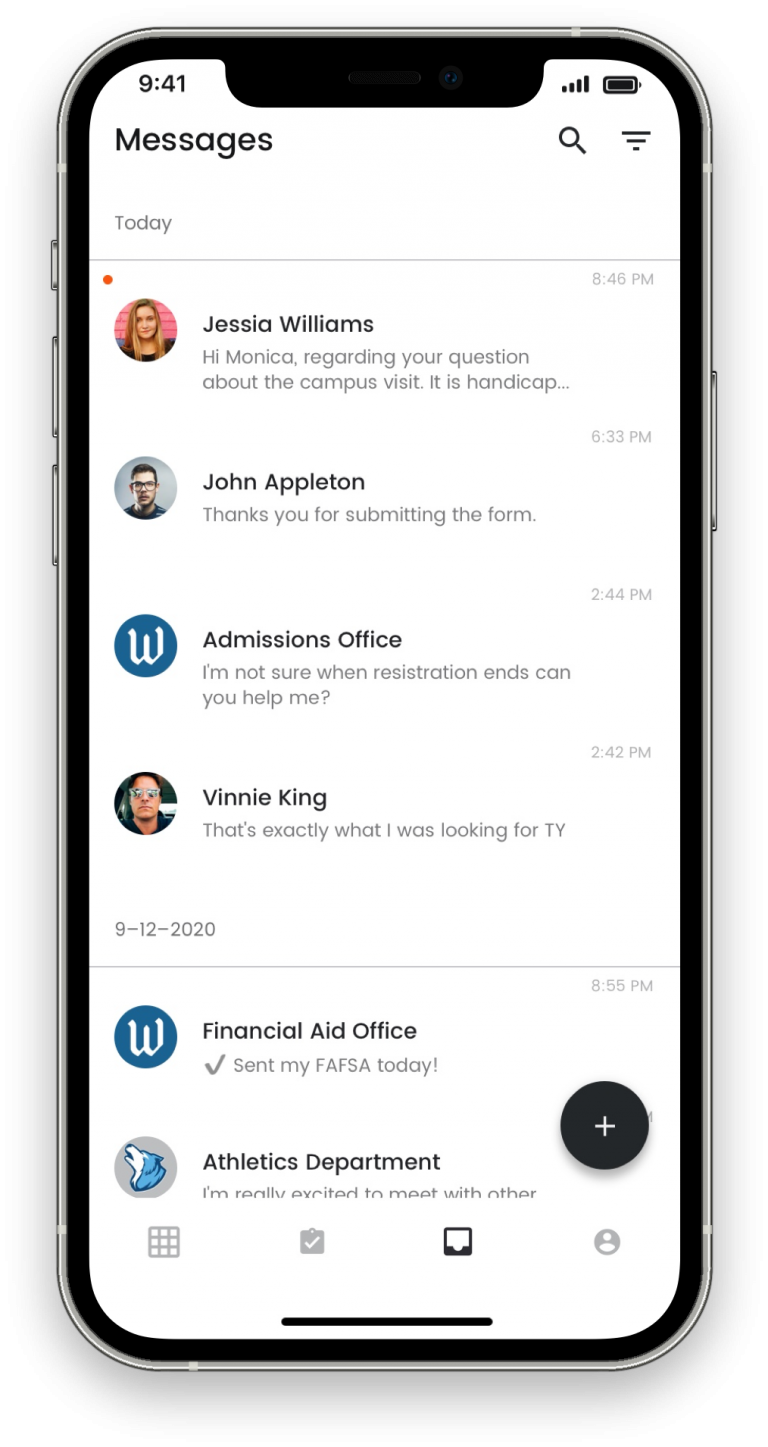 9:41
Messages
Today
8:46 PM
Jessia Williams
Hi Monica, regarding your question
about the campus visit. It is handicap...
6:33 PM
John Appleton
Thanks you for submitting the form.
2:44 PM
W
Admissions Office
I'm not sure when resistration ends can
you help me?
2:42 PM
Vinnie King
That's exactly what I was looking for TY
9-12-2020
8:55 PM
W
Financial Aid Office
✓ Sent my FAFSA today!
M
Athletics Department
I'm really excited to meet with other